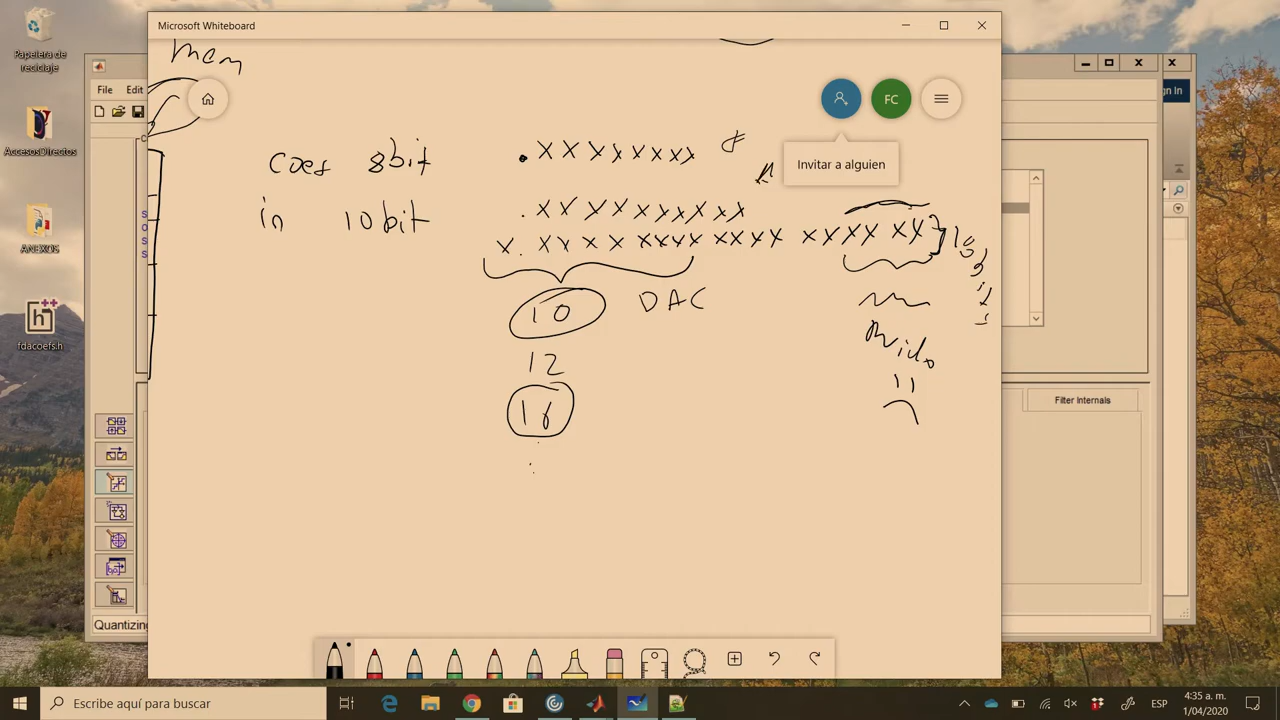 Papelera de
reciclaje
AccesosDirectos
ANEXOS
fdacoefs.h
File Edit
Microsoft Whiteboard
FC
Invitar a alguien
mem
coef 8bit .XXXXXXXX
in 10bit .XXXXXXXXXX
X.XXXXXXXXXXXXXXXXXX
10 DAC
12
16
Ruido
Filter Internals
Quantizing
Escribe aquí para buscar
ESP
4:35 a. m.
1/04/2020